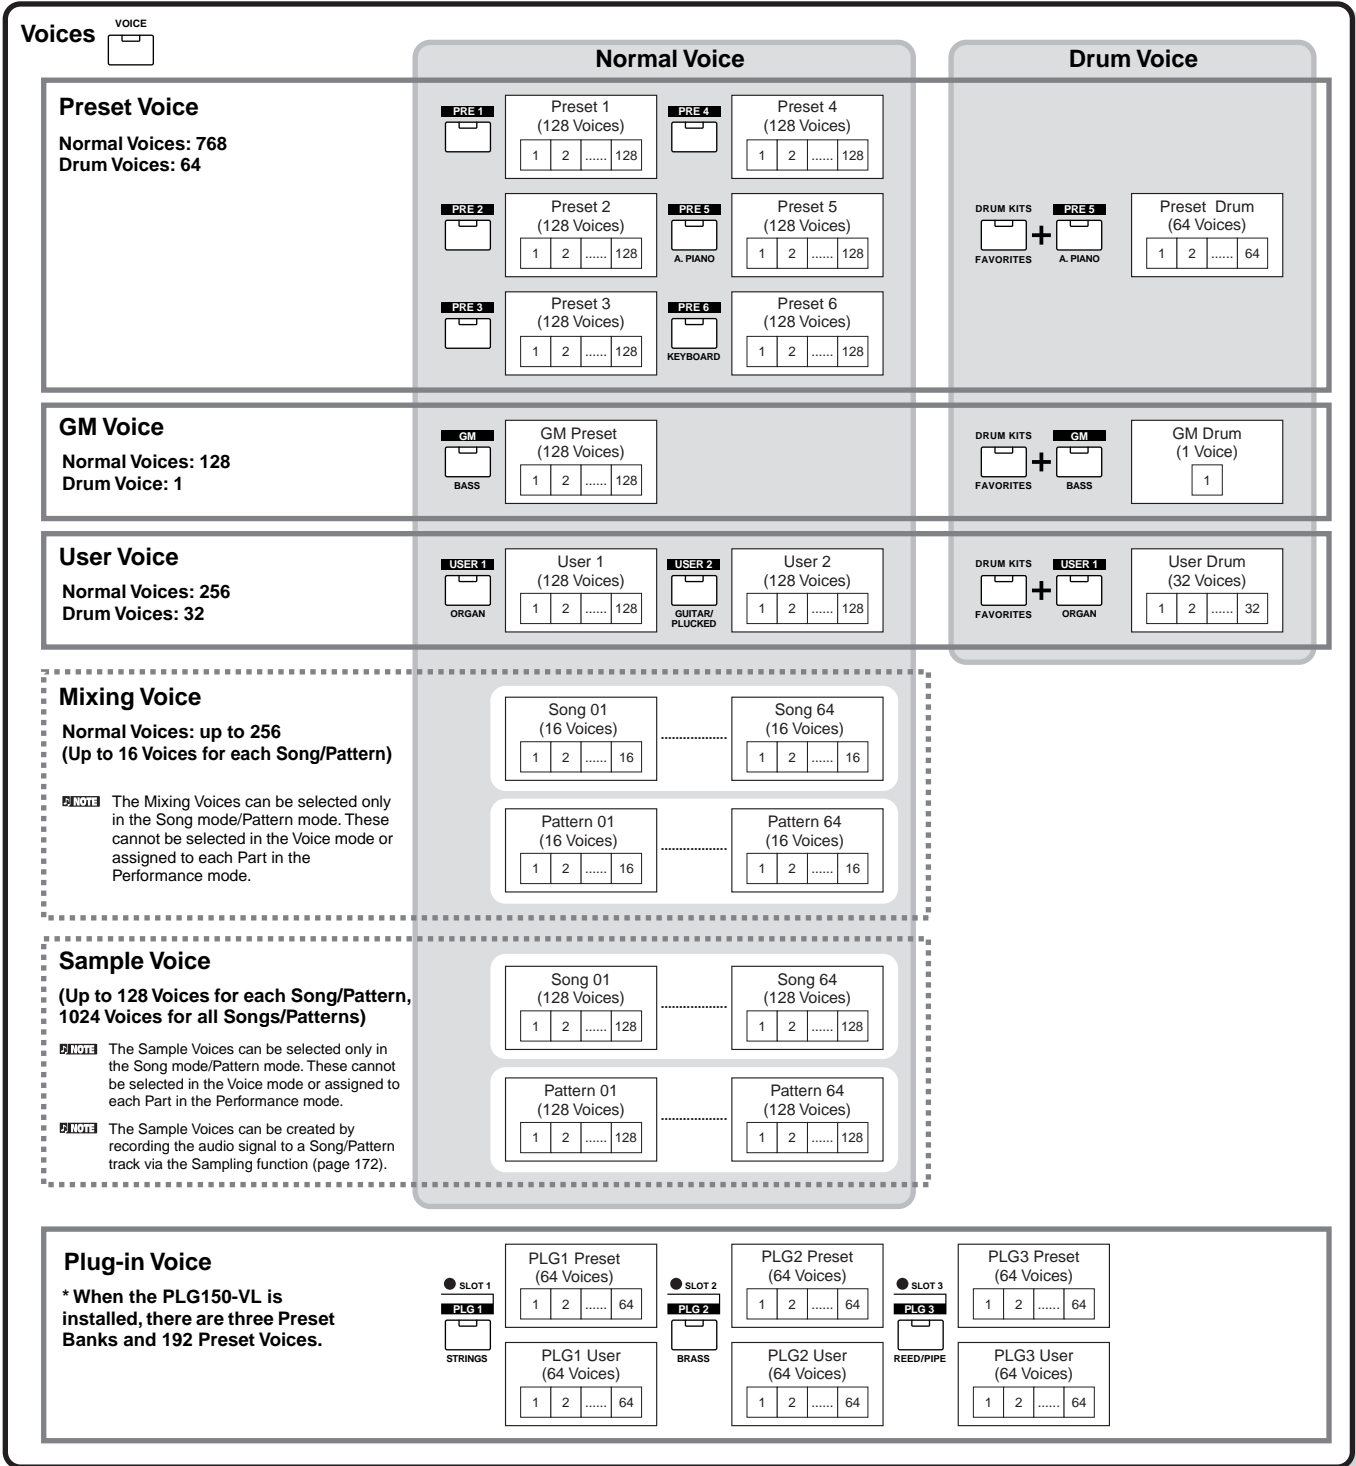 Voices
VOICE
Normal Voice
Drum Voice
Preset Voice
Normal Voices: 768
Drum Voices: 64
PRE 1
Preset 1
(128 Voices)
1 2 ...... 128
PRE 4
Preset 4
(128 Voices)
1 2 ...... 128
PRE 2
Preset 2
(128 Voices)
1 2 ...... 128
PRE 5
A. PIANO
Preset 5
(128 Voices)
1 2 ...... 128
PRE 3
Preset 3
(128 Voices)
1 2 ...... 128
PRE 6
KEYBOARD
Preset 6
(128 Voices)
1 2 ...... 128
DRUM KITS
FAVORITES
+
PRE 5
A. PIANO
Preset Drum
(64 Voices)
1 2 ...... 64
GM Voice
Normal Voices: 128
Drum Voice: 1
GM
BASS
GM Preset
(128 Voices)
1 2 ...... 128
DRUM KITS
FAVORITES
+
GM
BASS
GM Drum
(1 Voice)
1
User Voice
Normal Voices: 256
Drum Voices: 32
USER 1
ORGAN
User 1
(128 Voices)
1 2 ...... 128
USER 2
GUITAR/
PLUCKED
User 2
(128 Voices)
1 2 ...... 128
DRUM KITS
FAVORITES
+
USER 1
ORGAN
User Drum
(32 Voices)
1 2 ...... 32
Mixing Voice
Normal Voices: up to 256
(Up to 16 Voices for each Song/Pattern)
NOTE The Mixing Voices can be selected only
in the Song mode/Pattern mode. These
cannot be selected in the Voice mode or
assigned to each Part in the
Performance mode.
Song 01
(16 Voices)
1 2 ...... 16
Song 64
(16 Voices)
1 2 ...... 16
Pattern 01
(16 Voices)
1 2 ...... 16
Pattern 64
(16 Voices)
1 2 ...... 16
Sample Voice
(Up to 128 Voices for each Song/Pattern,
1024 Voices for all Songs/Patterns)
NOTE The Sample Voices can be selected only in
the Song mode/Pattern mode. These cannot
be selected in the Voice mode or assigned to
each Part in the Performance mode.
NOTE The Sample Voices can be created by
recording the audio signal to a Song/Pattern
track via the Sampling function (page 172).
Song 01
(128 Voices)
1 2 ...... 128
Song 64
(128 Voices)
1 2 ...... 128
Pattern 01
(128 Voices)
1 2 ...... 128
Pattern 64
(128 Voices)
1 2 ...... 128
Plug-in Voice
* When the PLG150-VL is
installed, there are three Preset
Banks and 192 Preset Voices.
SLOT 1
PLG 1
STRINGS
PLG1 Preset
(64 Voices)
1 2 ...... 64
PLG1 User
(64 Voices)
1 2 ...... 64
SLOT 2
PLG 2
BRASS
PLG2 Preset
(64 Voices)
1 2 ...... 64
PLG2 User
(64 Voices)
1 2 ...... 64
SLOT 3
PLG 3
REED/PIPE
PLG3 Preset
(64 Voices)
1 2 ...... 64
PLG3 User
(64 Voices)
1 2 ...... 64